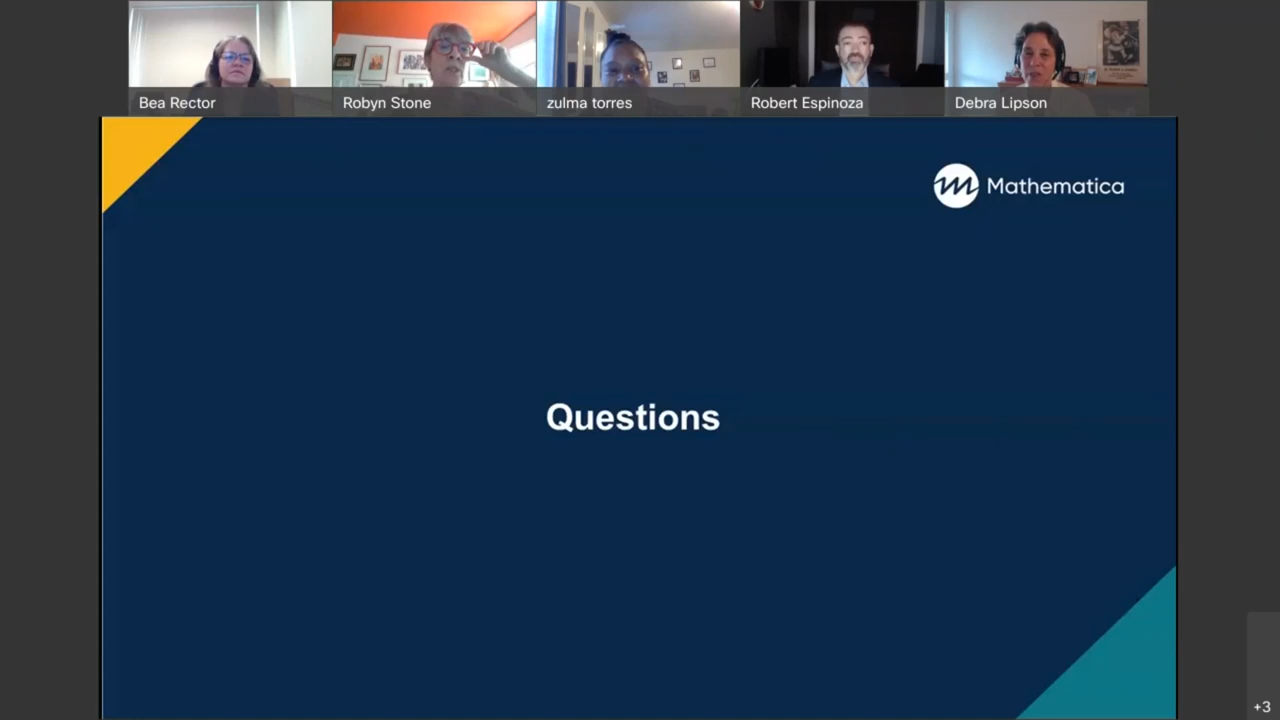 Bea Rector
Robyn Stone
zulma torres
Robert Espinoza
Debra Lipson
Mathematica
Questions
+3